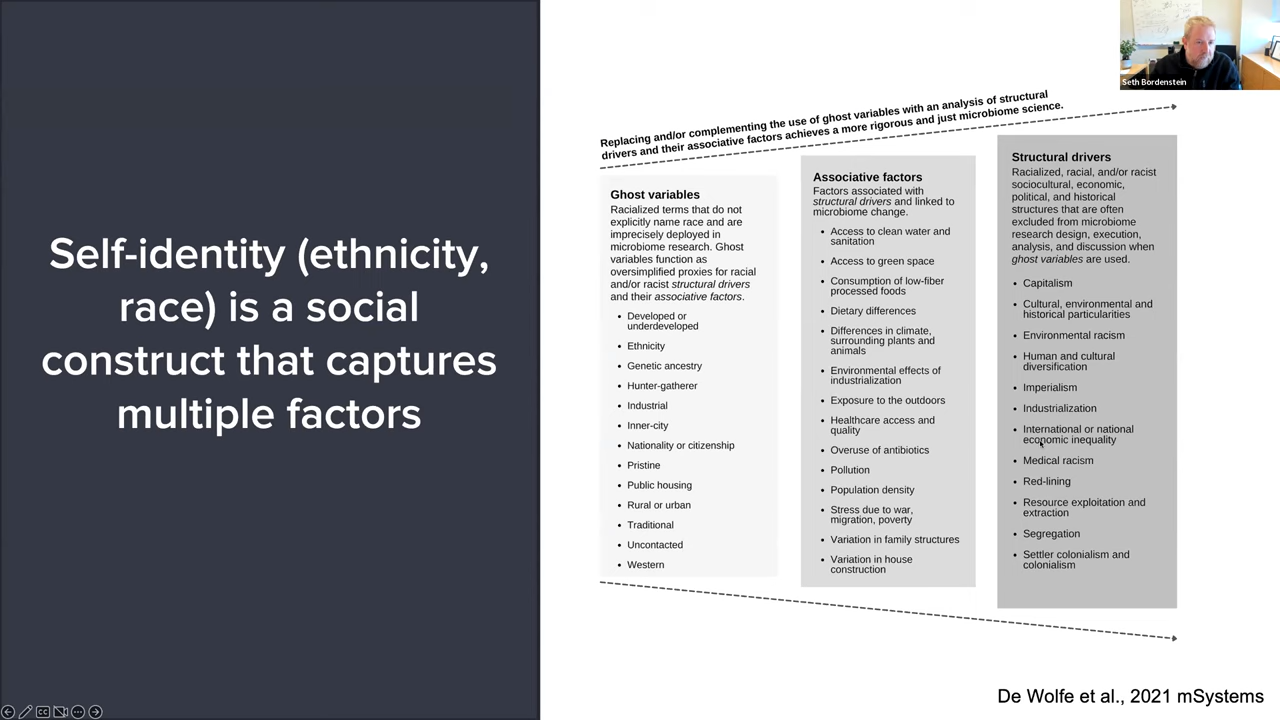 Self-identity (ethnicity,
race) is a social
construct that captures
multiple factors
Seth Bordenstein
Replacing and/or complementing the use of ghost variables with an analysis of structural
drivers and their associative factors achieves a more rigorous and just microbiome science.
Ghost variables
Racialized terms that do not
explicitly name race and are
imprecisely deployed in
microbiome research. Ghost
variables function as
oversimplified proxies for racial
and/or racist structural drivers
and their associative factors.
• Developed or
underdeveloped
• Ethnicity
• Genetic ancestry
• Hunter-gatherer
• Industrial
• Inner-city
• Nationality or citizenship
• Pristine
• Public housing
• Rural or urban
• Traditional
• Uncontacted
• Western
Associative factors
Factors associated with
structural drivers and linked to
microbiome change.
• Access to clean water and
sanitation
• Access to green space
• Consumption of low-fiber
processed foods
• Dietary differences
• Differences in climate,
surrounding plants and
animals
• Environmental effects of
industrialization
• Exposure to the outdoors
• Healthcare access and
quality
• Overuse of antibiotics
• Pollution
• Population density
• Stress due to war,
migration, poverty
• Variation in family structures
• Variation in house
construction
Structural drivers
Racialized, racial, and/or racist
sociocultural, economic,
political, and historical
structures that are often
excluded from microbiome
research design, execution,
analysis, and discussion when
ghost variables are used.
• Capitalism
• Cultural, environmental and
historical particularities
• Environmental racism
• Human and cultural
diversification
• Imperialism
• Industrialization
• International or national
economic inequality
• Medical racism
• Red-lining
• Resource exploitation and
extraction
• Segregation
• Settler colonialism and
colonialism
De Wolfe et al., 2021 mSystems